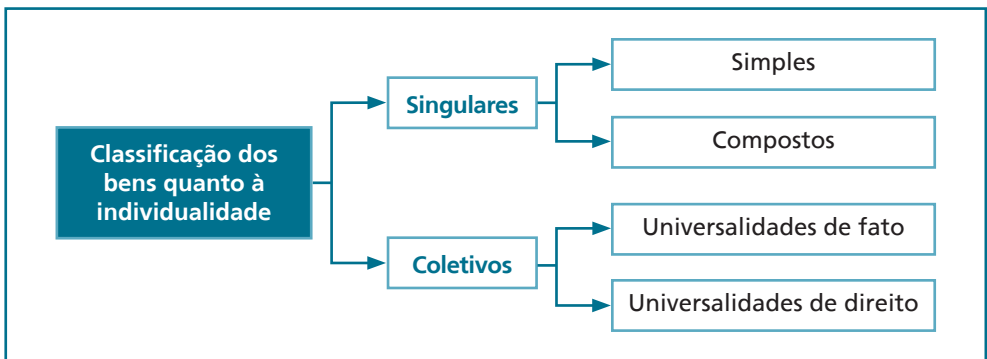 Classificação dos
bens quanto à
individualidade
Singulares
Simples
Compostos
Coletivos
Universalidades de fato
Universalidades de direito